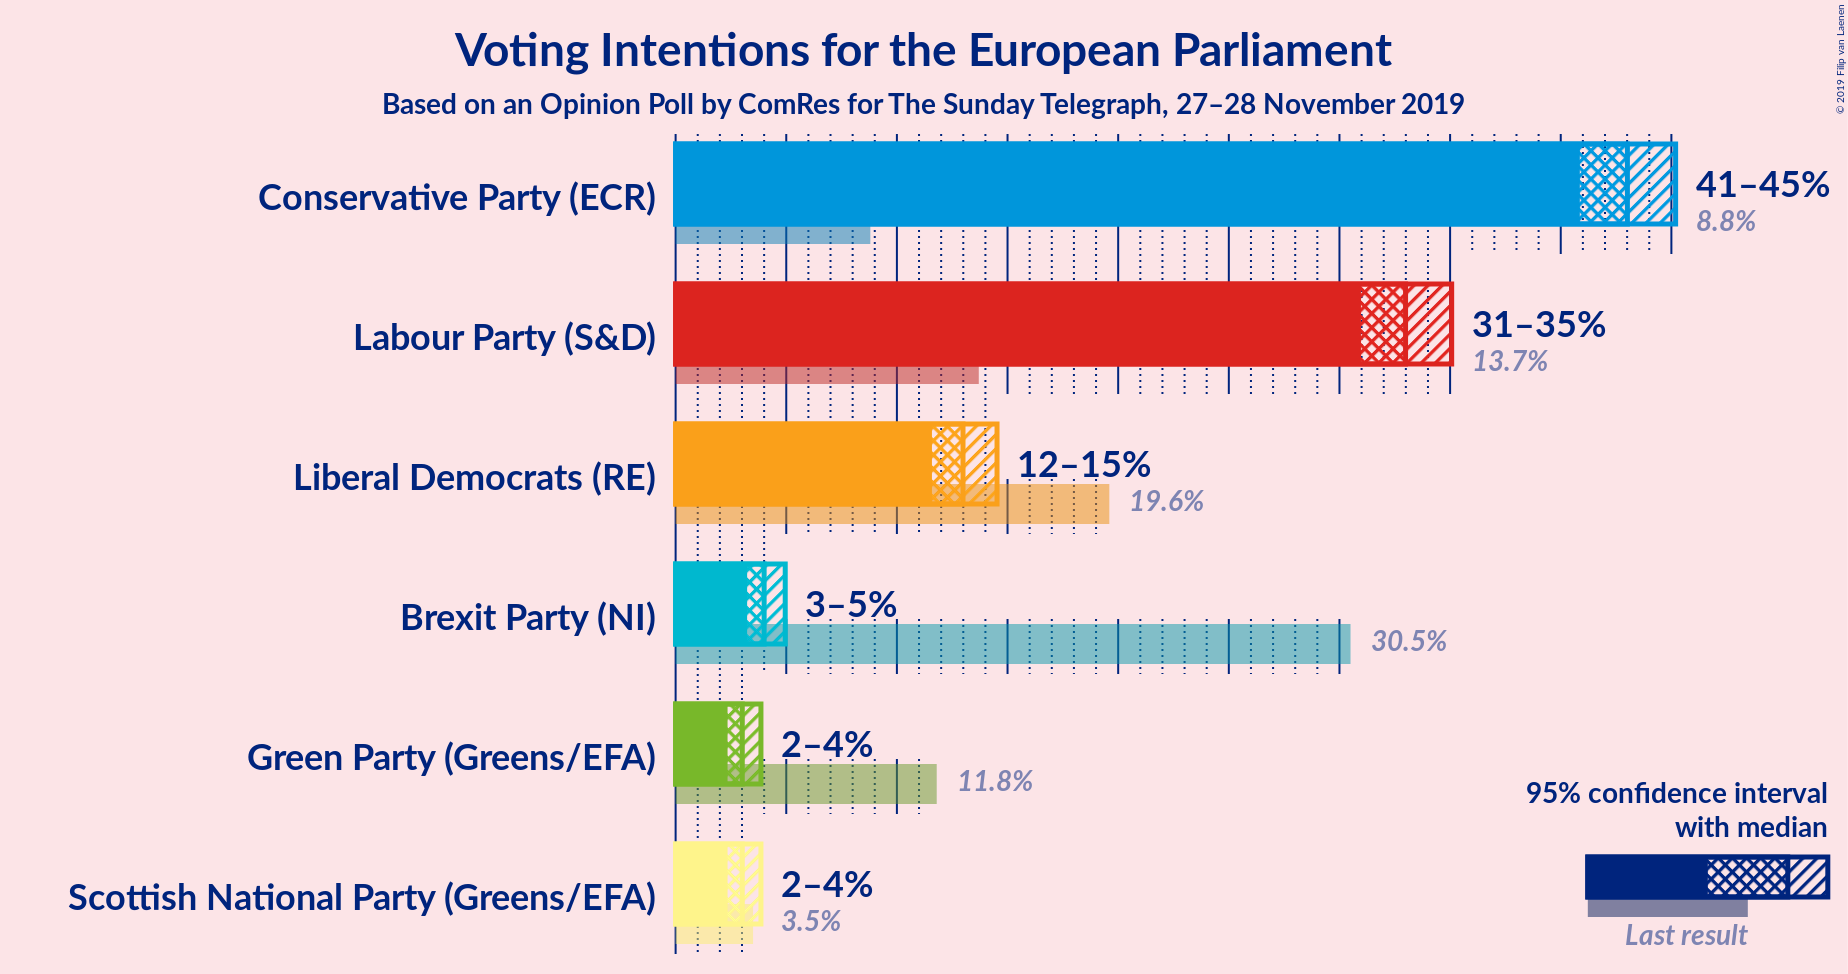 Voting Intentions for the European Parliament
Based on an Opinion Poll by ComRes for The Sunday Telegraph, 27–28 November 2019
© 2019 Filip van Laenen
Conservative Party (ECR)
41–45%
8.8%
Labour Party (S&D)
31–35%
13.7%
Liberal Democrats (RE)
12–15%
19.6%
Brexit Party (NI)
3–5%
30.5%
Green Party (Greens/EFA)
2–4%
11.8%
Scottish National Party (Greens/EFA)
2–4%
3.5%
95% confidence interval
with median
Last result